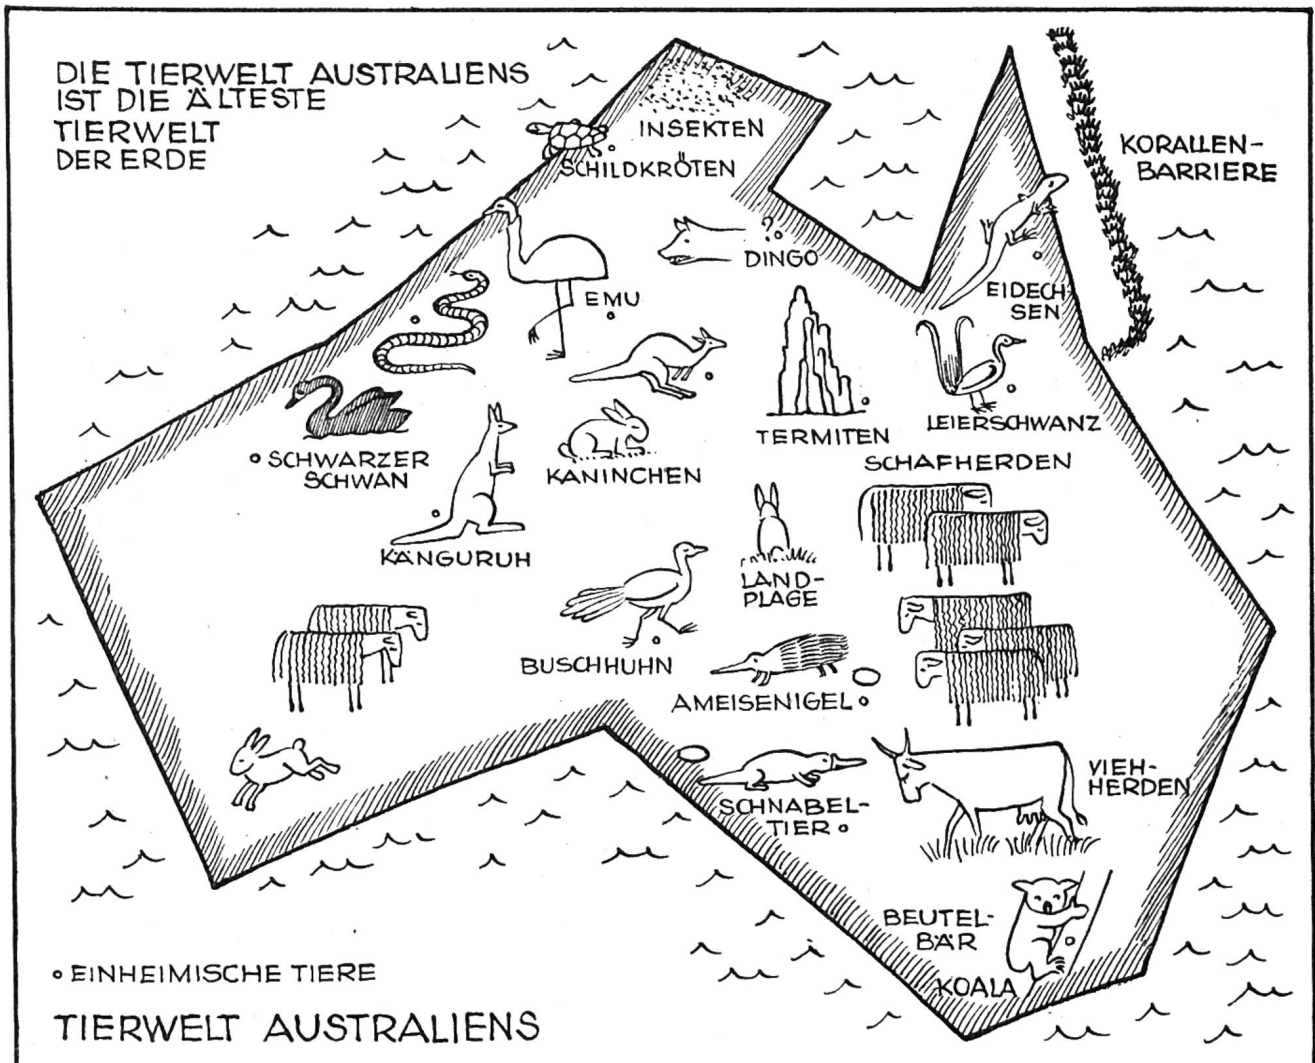 DIE TIERWELT AUSTRALIENS
IST DIE ÄLTESTE
TIERWELT
DER ERDE
INSEKTEN
SCHILDKRÖTEN
KORALLEN-
BARRIERE
?
DINGO
EMU
EIDECH-
SEN
SCHWARZER
SCHWAN
KANINCHEN
TERMITEN
LEIERSCHWANZ
SCHAFHERDEN
KÄNGURUH
LAND-
PLAGE
BUSCHHUHN
AMEISENIGEL
SCHNABEL-
TIER
VIEH-
HERDEN
BEUTEL-
BÄR
KOALA
EINHEIMISCHE TIERE
TIERWELT AUSTRALIENS